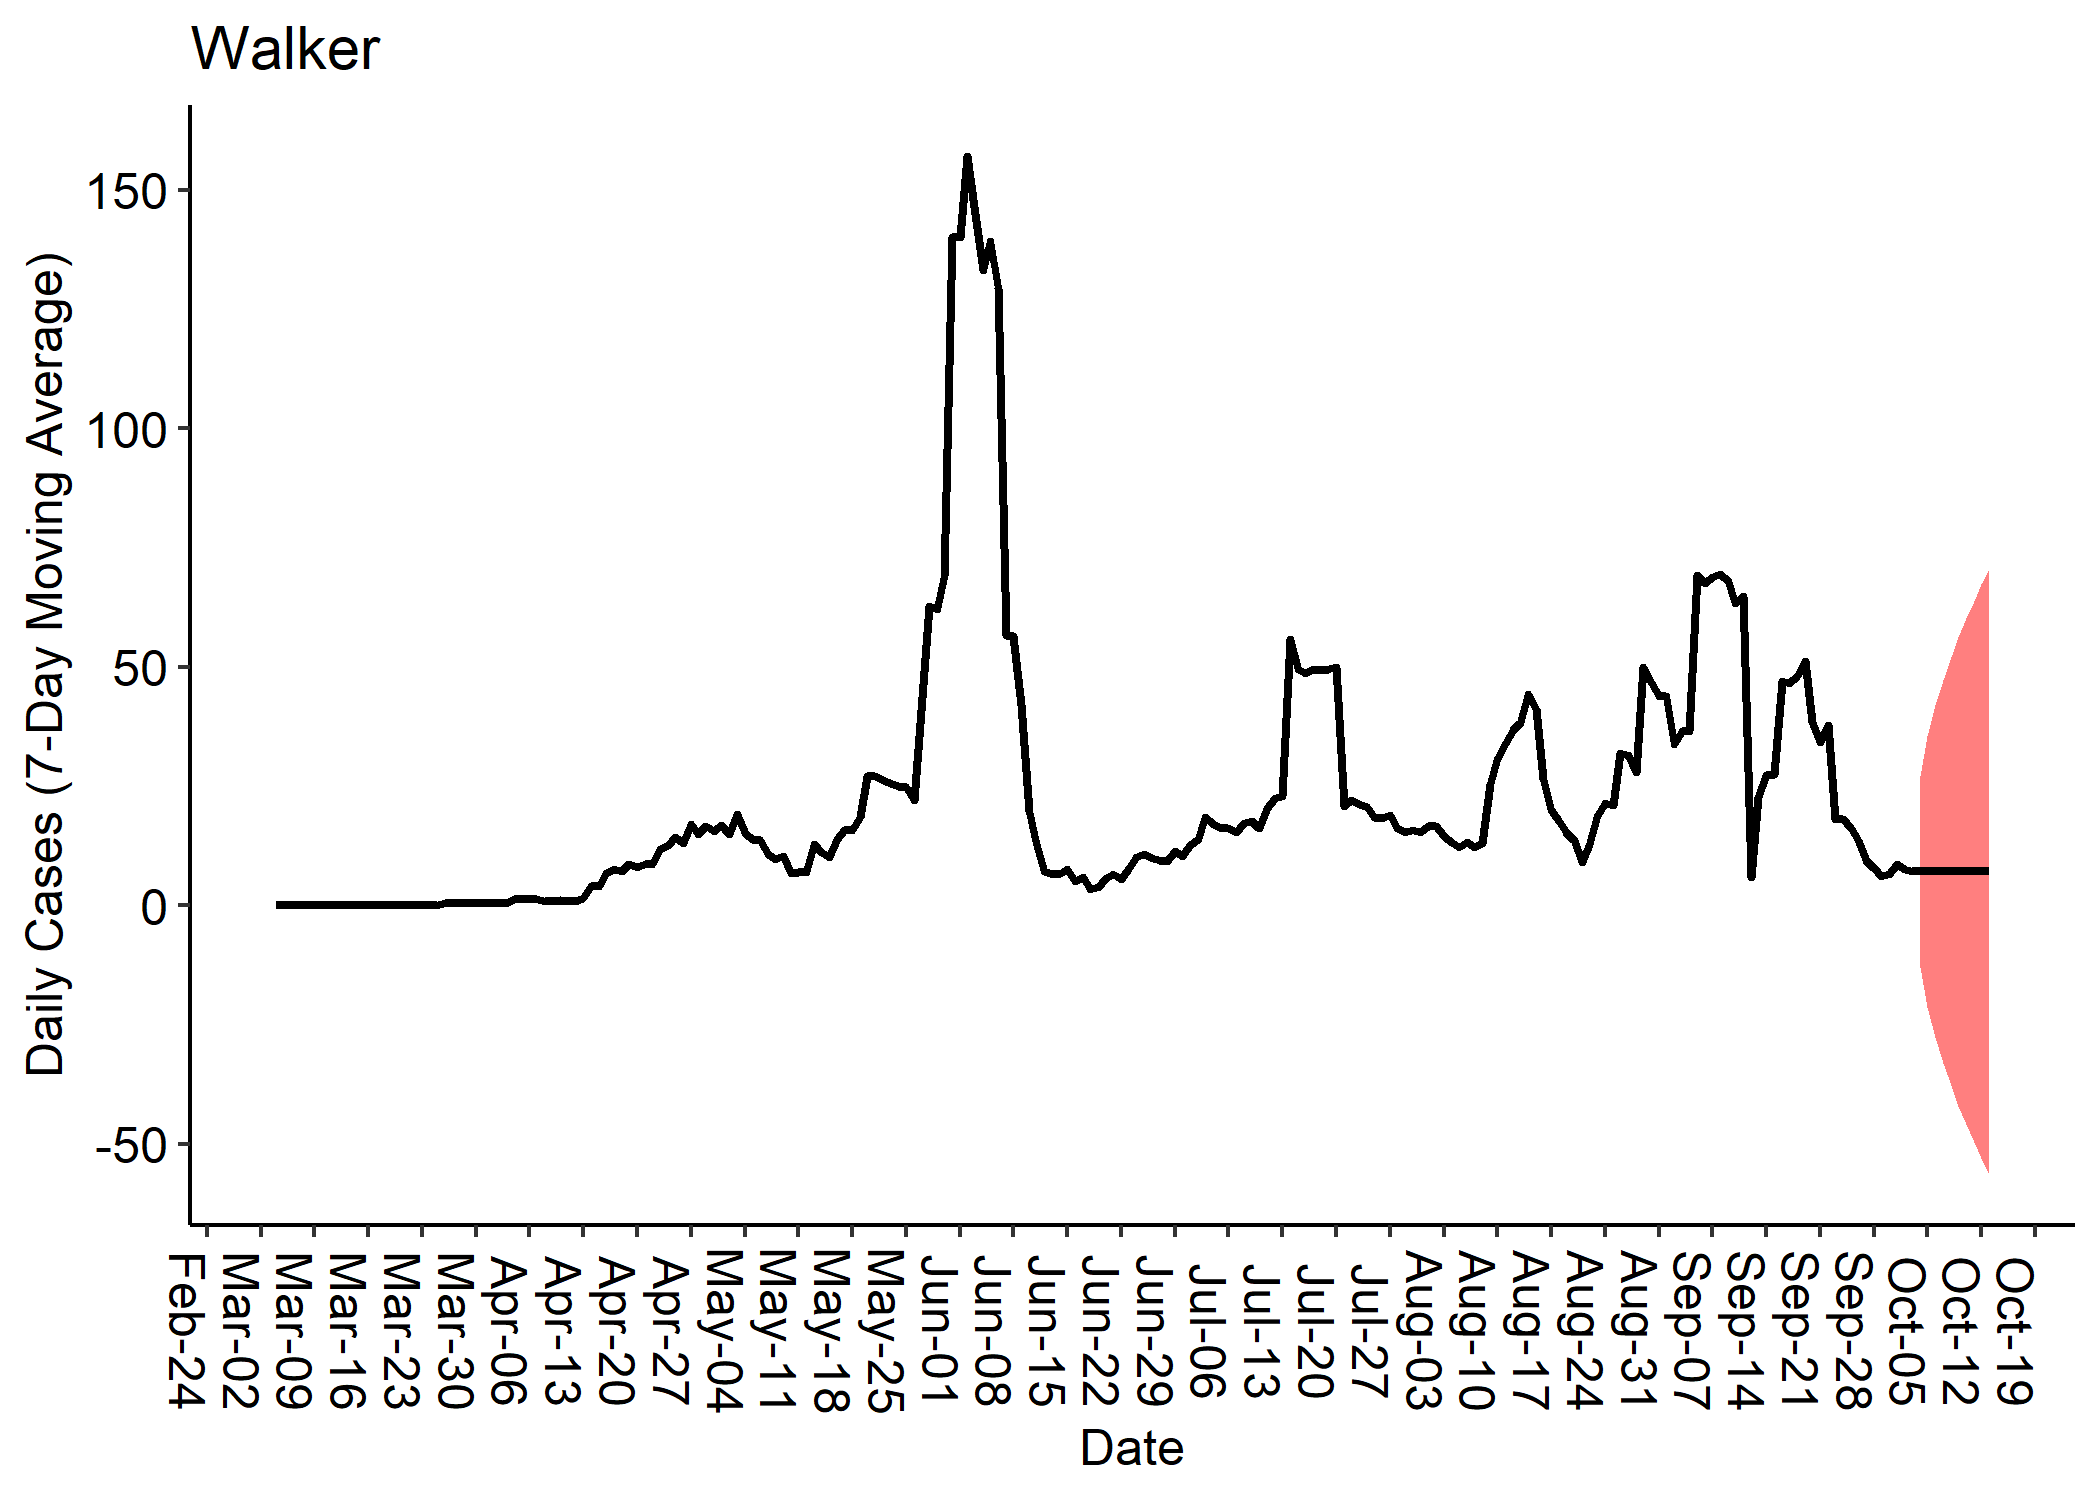 Walker
Daily Cases (7-Day Moving Average)
150
100
50
0
-50
Feb-24
Mar-02
Mar-09
Mar-16
Mar-23
Mar-30
Apr-06
Apr-13
Apr-20
Apr-27
May-04
May-11
May-18
May-25
Jun-01
Jun-08
Jun-15
Jun-22
Jun-29
Jul-06
Jul-13
Jul-20
Jul-27
Aug-03
Aug-10
Aug-17
Aug-24
Aug-31
Sep-07
Sep-14
Sep-21
Sep-28
Oct-05
Oct-12
Oct-19
Date